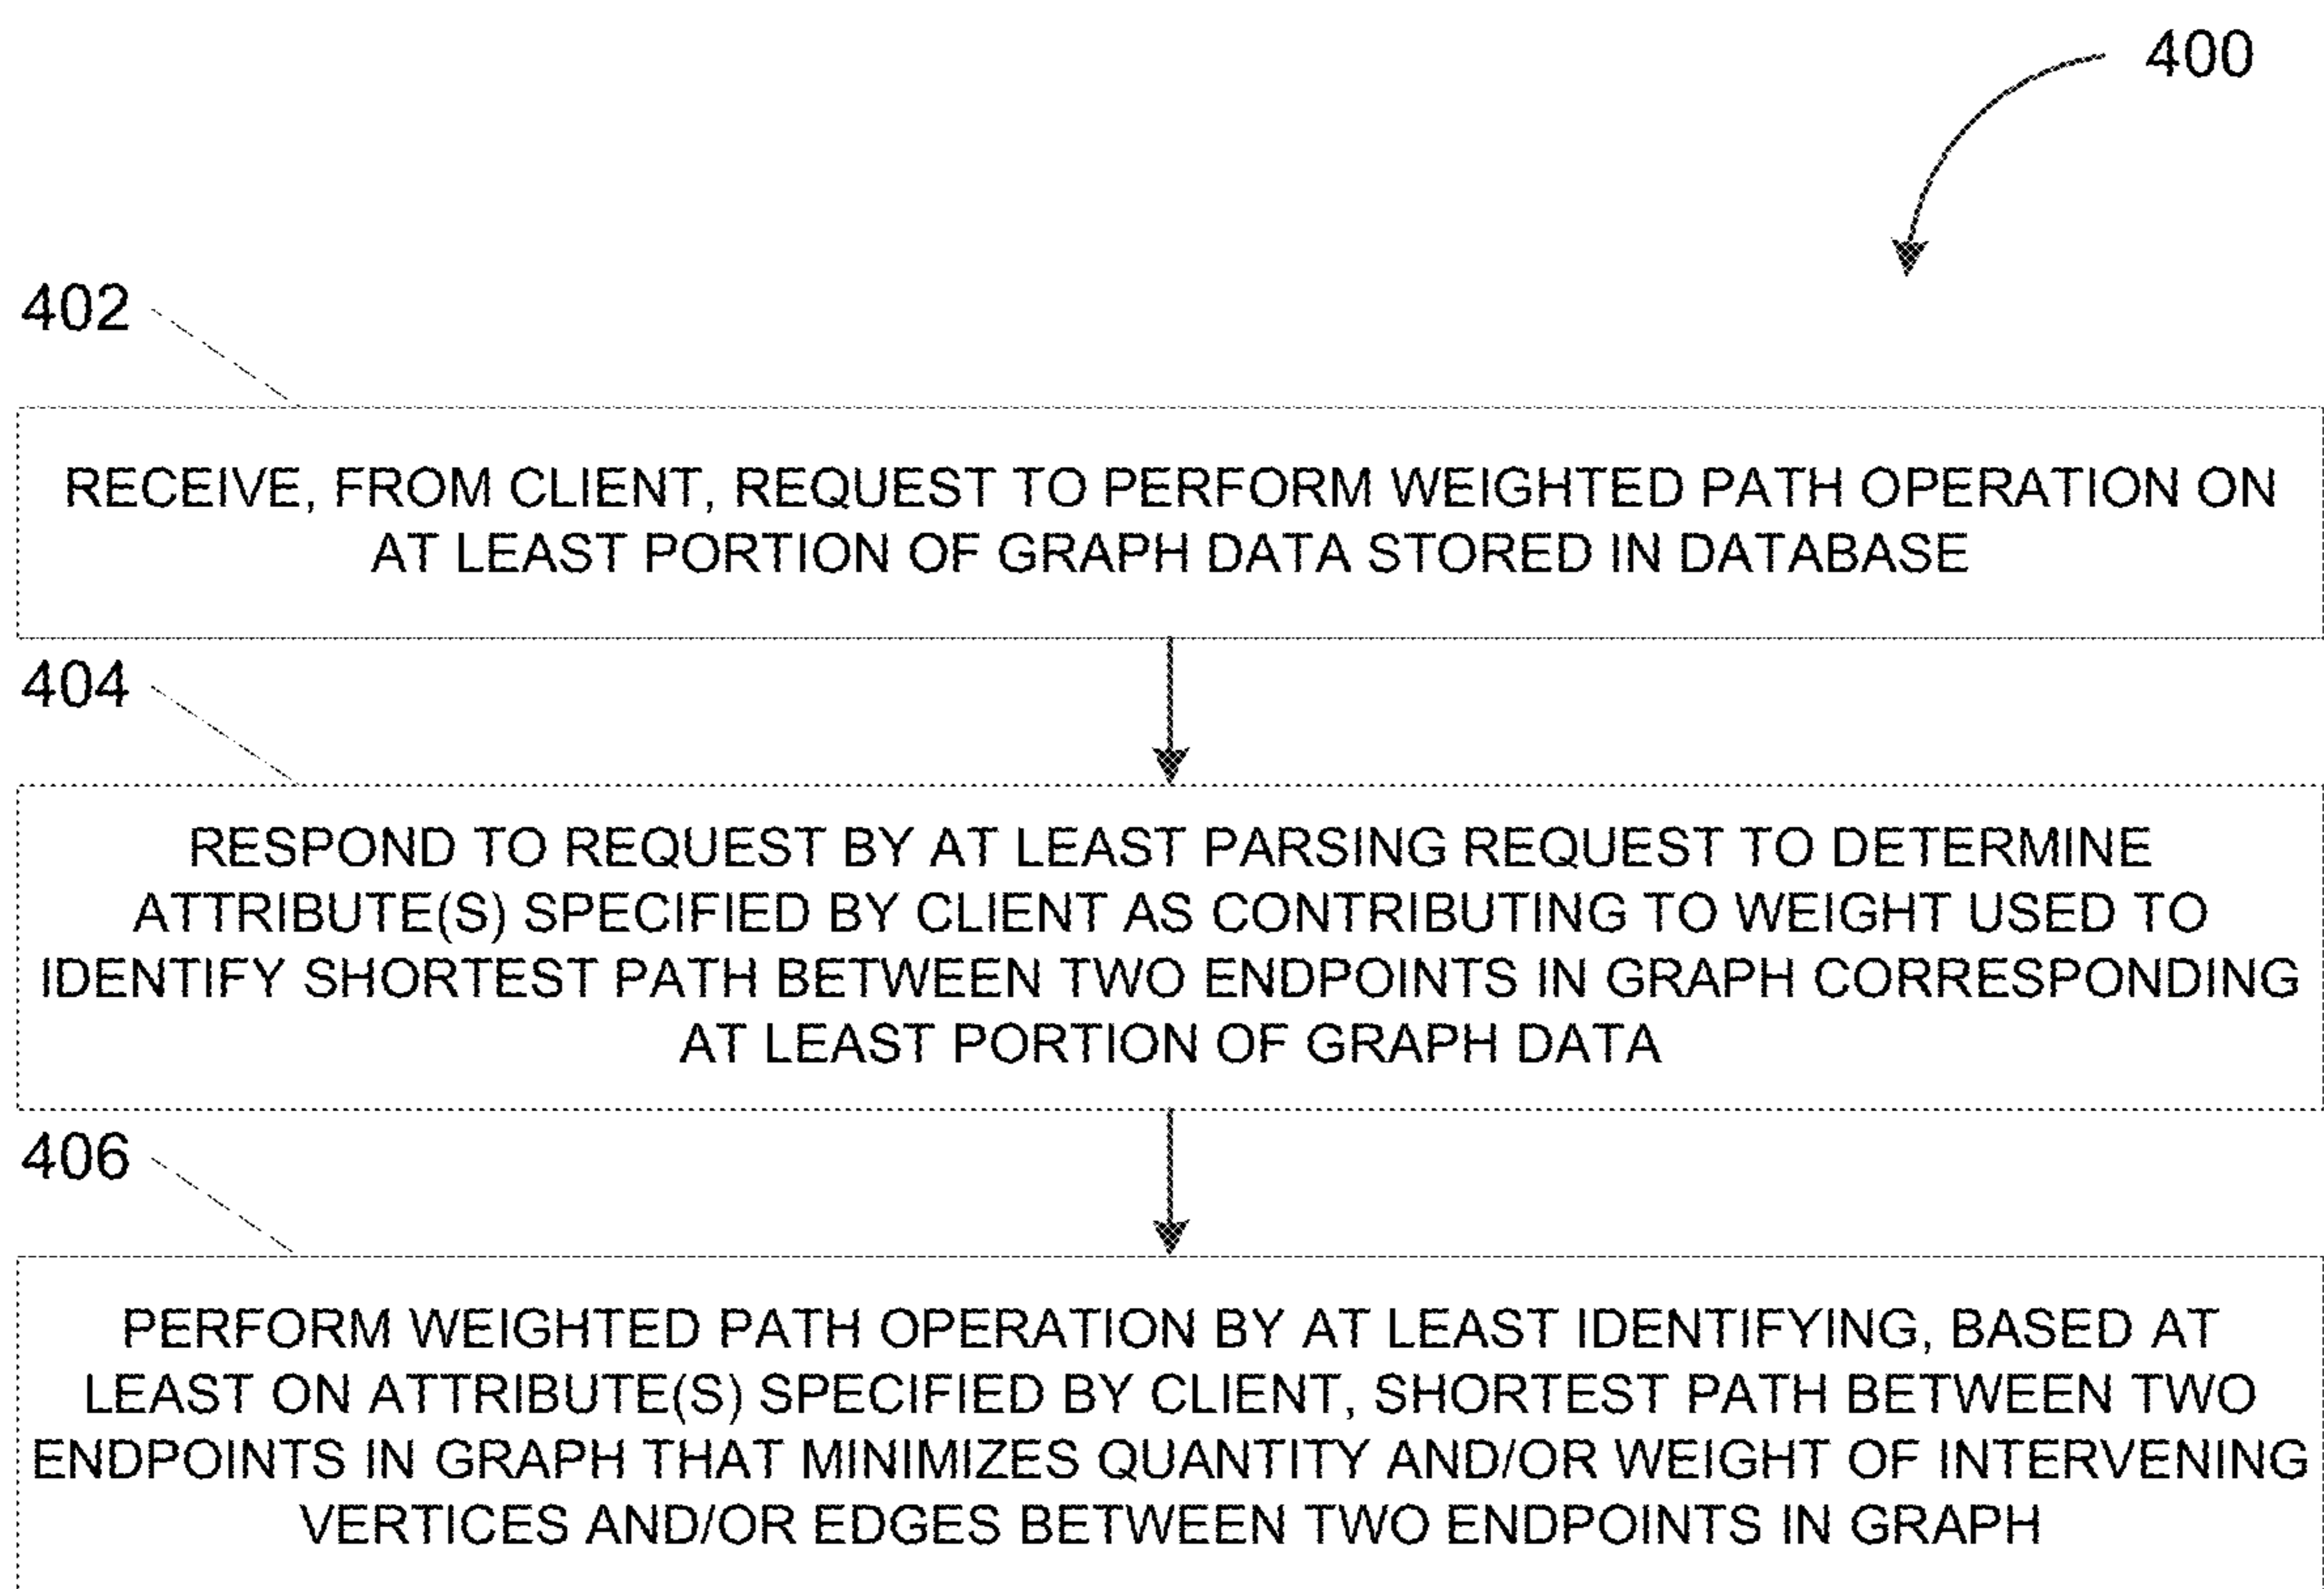 400
402
RECEIVE, FROM CLIENT, REQUEST TO PERFORM WEIGHTED PATH OPERATION ON
AT LEAST PORTION OF GRAPH DATA STORED IN DATABASE
404
RESPOND TO REQUEST BY AT LEAST PARSING REQUEST TO DETERMINE
ATTRIBUTE(S) SPECIFIED BY CLIENT AS CONTRIBUTING TO WEIGHT USED TO
IDENTIFY SHORTEST PATH BETWEEN TWO ENDPOINTS IN GRAPH CORRESPONDING
AT LEAST PORTION OF GRAPH DATA
406
PERFORM WEIGHTED PATH OPERATION BY AT LEAST IDENTIFYING, BASED AT
LEAST ON ATTRIBUTE(S) SPECIFIED BY CLIENT, SHORTEST PATH BETWEEN TWO
ENDPOINTS IN GRAPH THAT MINIMIZES QUANTITY AND/OR WEIGHT OF INTERVENING
VERTICES AND/OR EDGES BETWEEN TWO ENDPOINTS IN GRAPH